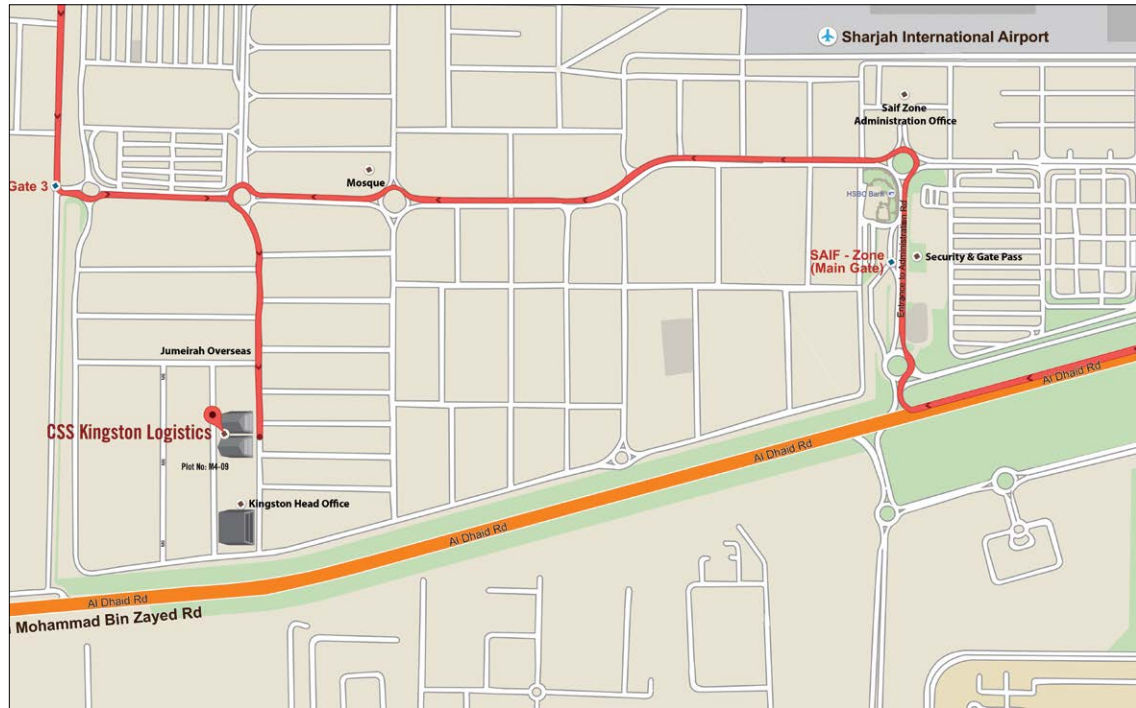 Sharjah International Airport
Saif Zone
Administration Office
Gate 3
Mosque
HSBC Bank
SAIF - Zone
(Main Gate)
Entrance to Administration Rd
Security & Gate Pass
Jumeirah Overseas
Al Dhaid Rd
CSS Kingston Logistics
Plot No: M4-09
Al Dhaid Rd
Kingston Head Office
Al Dhaid Rd
Al Dhaid Rd
Mohammad Bin Zayed Rd